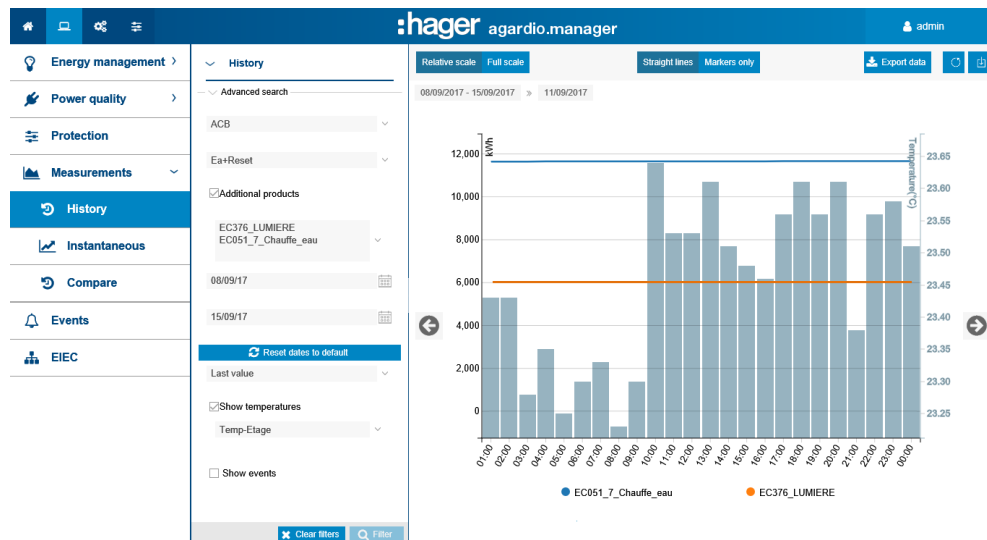 :hager agardio.manager
admin
Energy management
Power quality
Protection
Measurements
History
Instantaneous
Compare
Events
EIEC
History
Advanced search
ACB
Ea+Reset
Additional products
EC376_LUMIERE
EC051_7_Chauffe_eau
08/09/17
15/09/17
Reset dates to default
Last value
Show temperatures
Temp-Etage
Show events
Clear filters Filter
Relative scale Full scale Straight lines Markers only Export data
08/09/2017 - 15/09/2017 » 11/09/2017
kWh
12,000
10,000
8,000
6,000
4,000
2,000
0
Temperature(°C)
23.65
23.60
23.55
23.50
23.45
23.40
23.35
23.30
23.25
01:00 02:00 03:00 04:00 05:00 06:00 07:00 08:00 09:00 10:00 11:00 12:00 13:00 14:00 15:00 16:00 17:00 18:00 19:00 20:00 21:00 22:00 23:00 00:00
EC051_7_Chauffe_eau EC376_LUMIERE